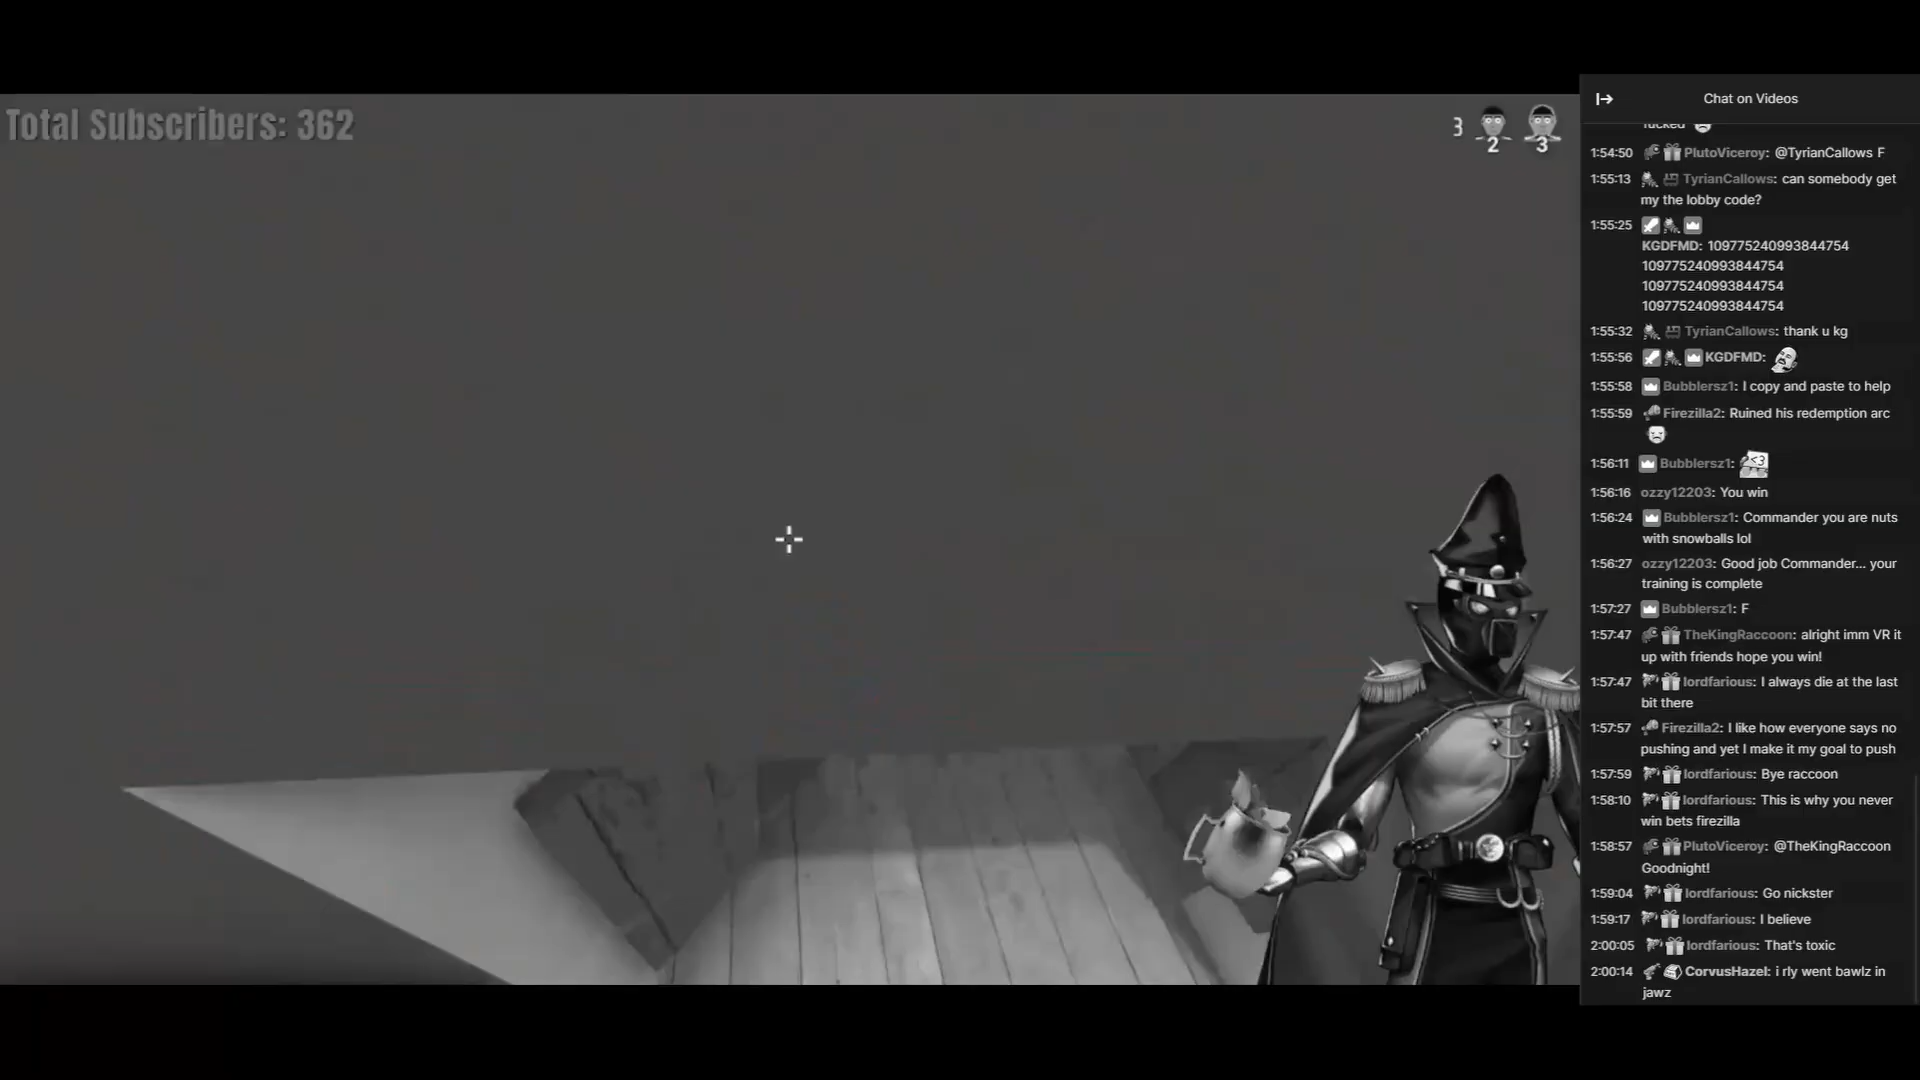 Total Subscribers: 362
3
2
3
Chat on Videos
fucked
1:54:50 PlutoViceroy: @TyrianCallows F
1:55:13 TyrianCallows: can somebody get
my the lobby code?
1:55:25
KGDFMD: 109775240993844754
109775240993844754
109775240993844754
109775240993844754
1:55:32 TyrianCallows: thank u kg
1:55:56 KGDFMD:
1:55:58 Bubblersz1: I copy and paste to help
1:55:59 Firezilla2: Ruined his redemption arc
1:56:11 Bubblersz1: <3
1:56:16 ozzy12203: You win
1:56:24 Bubblersz1: Commander you are nuts
with snowballs lol
1:56:27 ozzy12203: Good job Commander... your
training is complete
1:57:27 Bubblersz1: F
1:57:47 TheKingRaccoon: alright imm VR it
up with friends hope you win!
1:57:47 lordfarious: I always die at the last
bit there
1:57:57 Firezilla2: I like how everyone says no
pushing and yet I make it my goal to push
1:57:59 lordfarious: Bye raccoon
1:58:10 lordfarious: This is why you never
win bets firezilla
1:58:57 PlutoViceroy: @TheKingRaccoon
Goodnight!
1:59:04 lordfarious: Go nickster
1:59:17 lordfarious: I believe
2:00:05 lordfarious: That's toxic
2:00:14 CorvusHazel: i rly went bawlz in
jawz